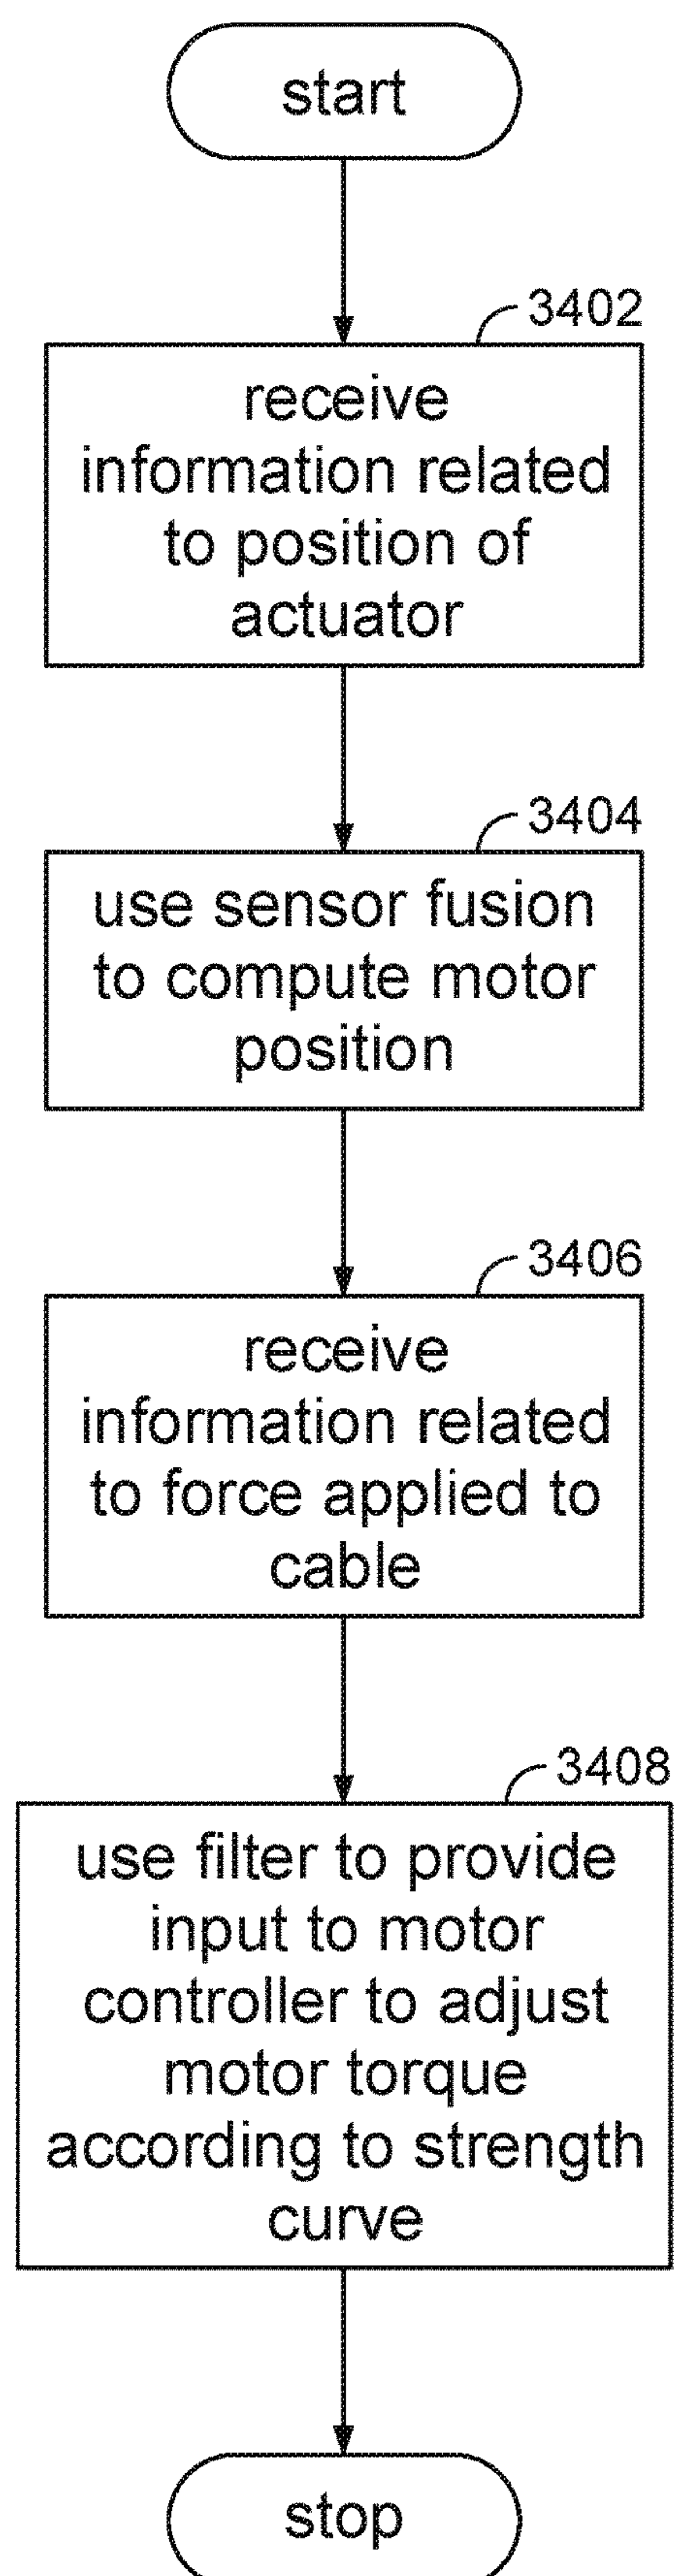 start
3402
receive
information related
to position of
actuator
3404
use sensor fusion
to compute motor
position
3406
receive
information related
to force applied to
cable
3408
use filter to provide
input to motor
controller to adjust
motor torque
according to strength
curve
stop